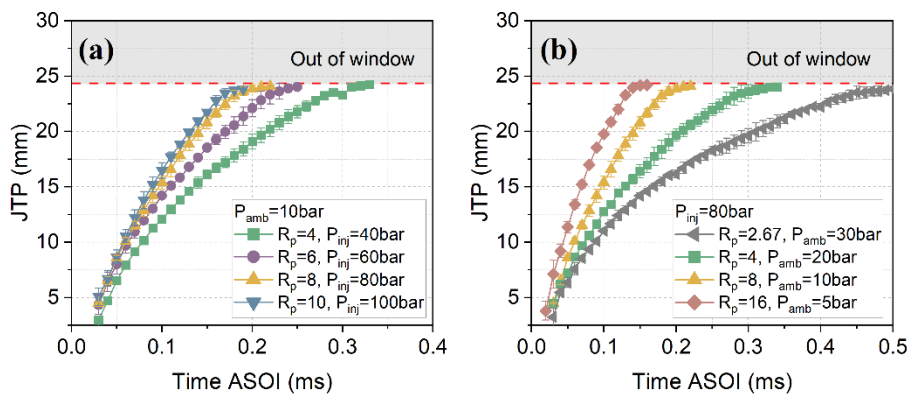 (a)
Out of window
30
25
20
15
10
5
JTP (mm)
P_amb=10bar
R_p=4, P_inj=40bar
R_p=6, P_inj=60bar
R_p=8, P_inj=80bar
R_p=10, P_inj=100bar
0.0 0.1 0.2 0.3 0.4
Time ASOI (ms)
(b)
Out of window
30
25
20
15
10
5
JTP (mm)
P_inj=80bar
R_p=2.67, P_amb=30bar
R_p=4, P_amb=20bar
R_p=8, P_amb=10bar
R_p=16, P_amb=5bar
0.0 0.1 0.2 0.3 0.4 0.5
Time ASOI (ms)